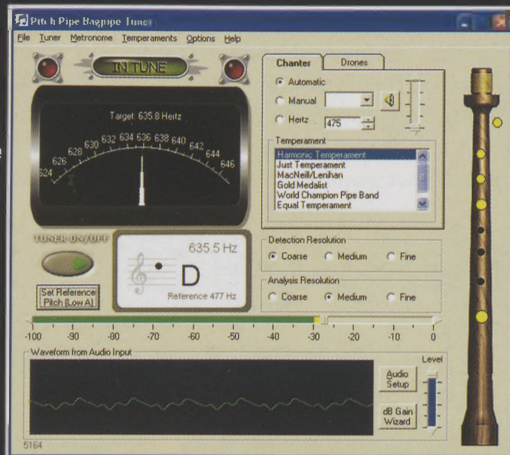 Pitch Pipe Bagpipe Tuner
File Tuner Metronome Temperaments Options Help
IN TUNE
Chanter Drones
Target: 635.8 Hertz
624 626 628 630 632 634 636 638 640 642 644 646
Automatic
Manual
Hertz 475
Temperament
Harmonic Temperament
Just Temperament
MacNeill/Lenihan
Gold Medalist
World Champion Pipe Band
Equal Temperament
TUNER ON/OFF
635.5 Hz
D
Reference 477 Hz
Set Reference
Pitch (Low A)
Detection Resolution
Coarse Medium Fine
Analysis Resolution
Coarse Medium Fine
-100 -90 -80 -70 -60 -50 -40 -30 -20 -10 0
Waveform from Audio Input
Level
Audio
Setup
dB Gain
Wizard
5164